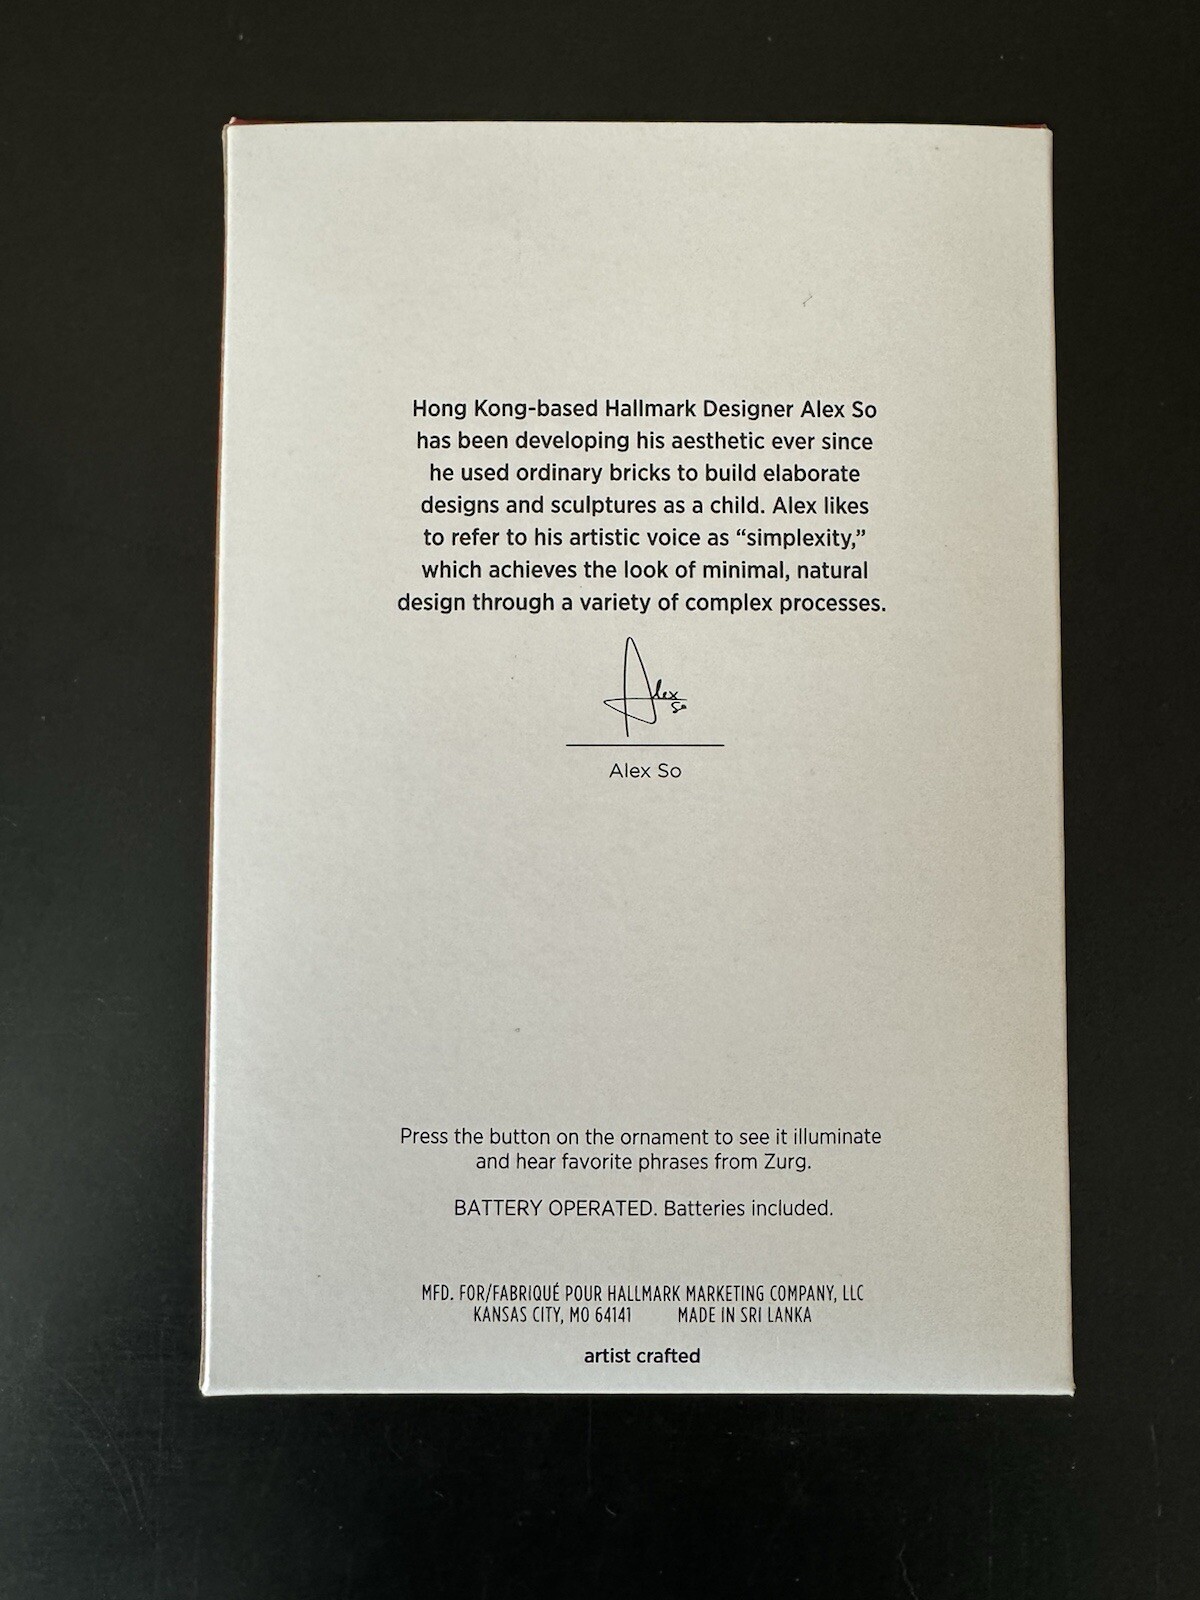 Hong Kong-based Hallmark Designer Alex So
has been developing his aesthetic ever since
he used ordinary bricks to build elaborate
designs and sculptures as a child. Alex likes
to refer to his artistic voice as “simplexity,”
which achieves the look of minimal, natural
design through a variety of complex processes.
Alex
So
Alex So
Press the button on the ornament to see it illuminate
and hear favorite phrases from Zurg.
BATTERY OPERATED. Batteries included.
MFD. FOR/FABRIQUÉ POUR HALLMARK MARKETING COMPANY, LLC
KANSAS CITY, MO 64141 MADE IN SRI LANKA
artist crafted